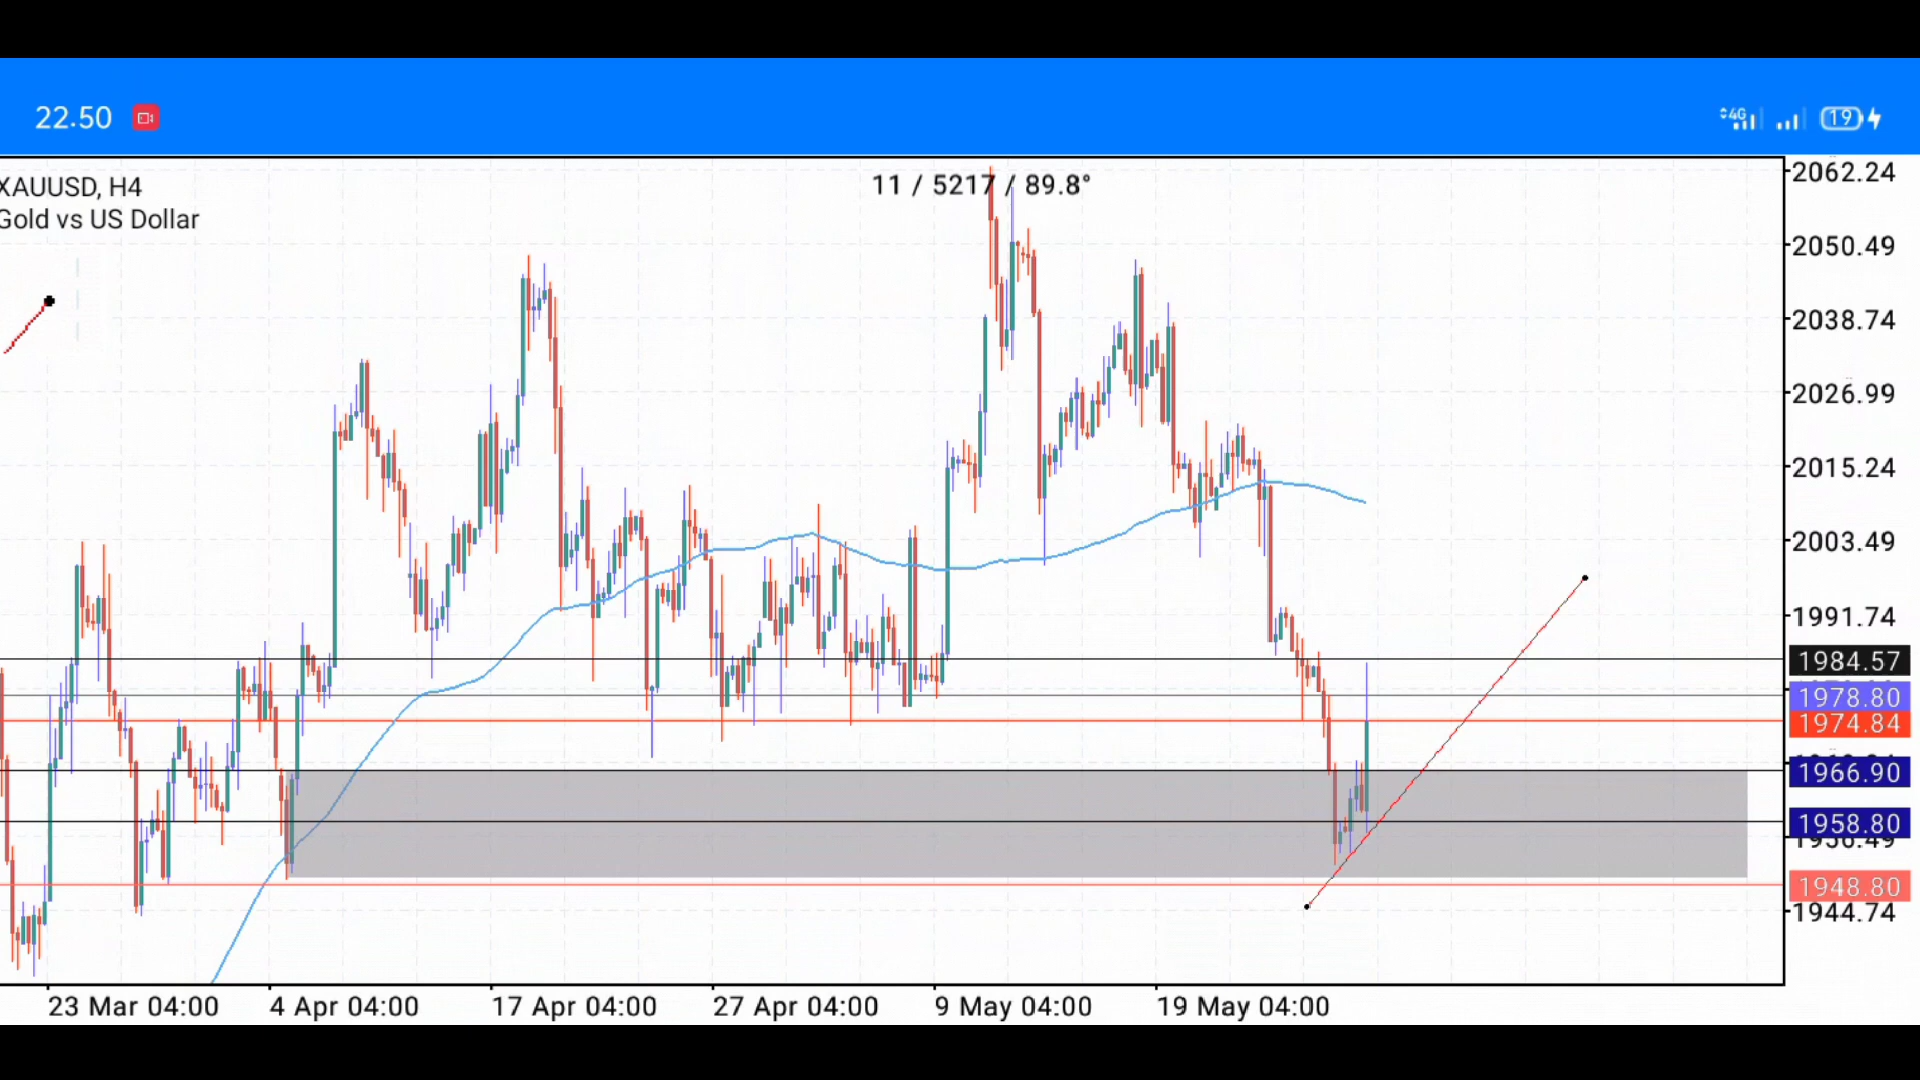 22.50
4G
19
XAUUSD, H4
Gold vs US Dollar
11 / 5217 / 89.8°
2062.24
2050.49
2038.74
2026.99
2015.24
2003.49
1991.74
1984.57
1978.80
1974.84
1966.90
1958.80
1948.80
1944.74
23 Mar 04:00
4 Apr 04:00
17 Apr 04:00
27 Apr 04:00
9 May 04:00
19 May 04:00